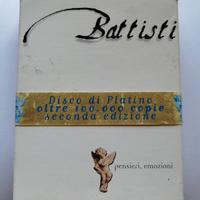 Battisti
Disco di Platino
oltre 100.000 copie
seconda edizione
pensieri, emozioni